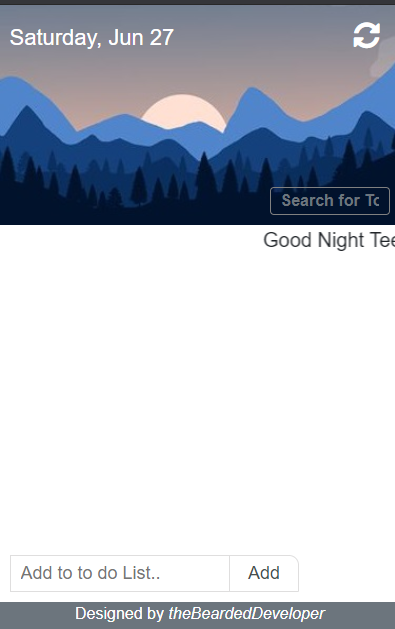 Saturday, Jun 27
Search for To
Good Night Tee
Add to to do List..
Add
Designed by theBeardedDeveloper